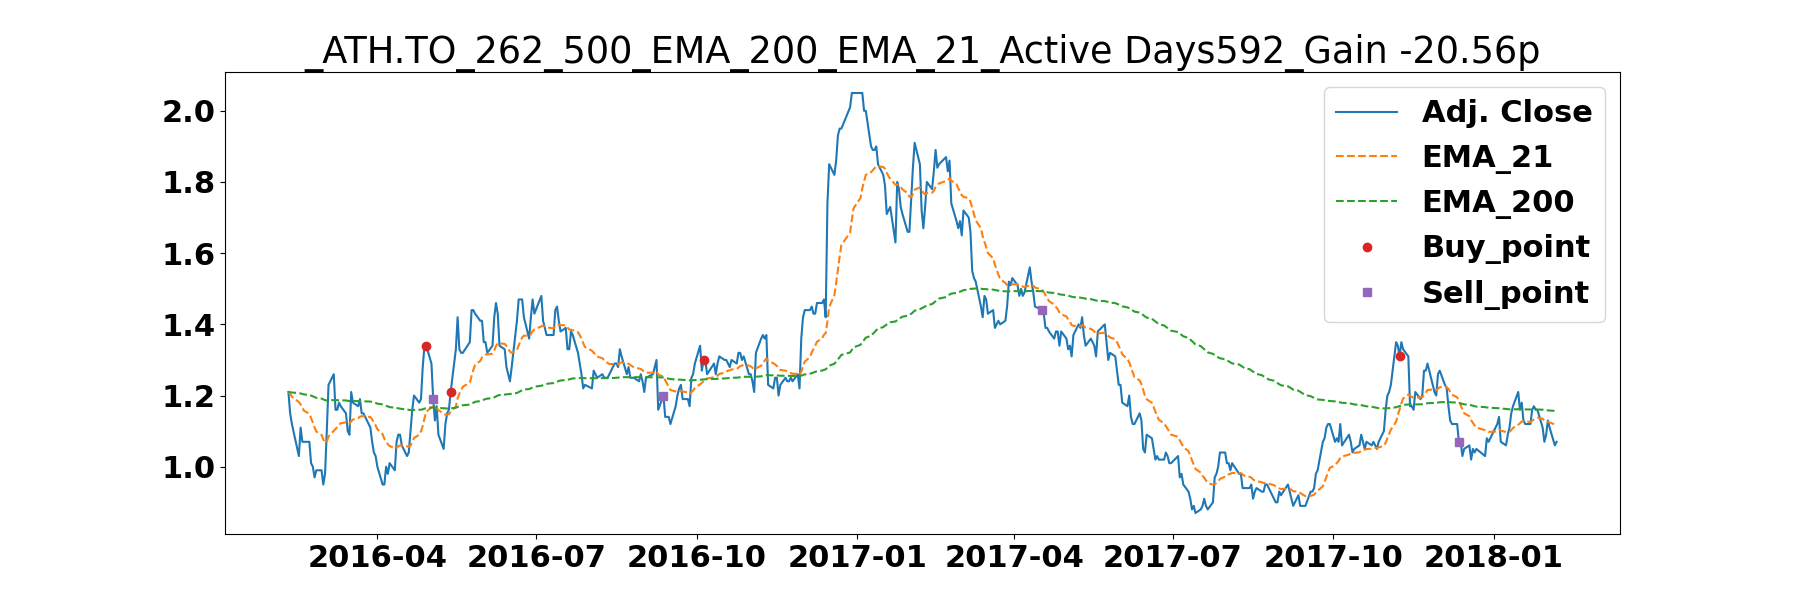 _ATH.TO_262_500_EMA_200_EMA_21_Active Days592_Gain -20.56p
2.0
1.8
1.6
1.4
1.2
1.0
Adj. Close
EMA_21
EMA_200
Buy_point
Sell_point
2016-04 2016-07 2016-10 2017-01 2017-04 2017-07 2017-10 2018-01